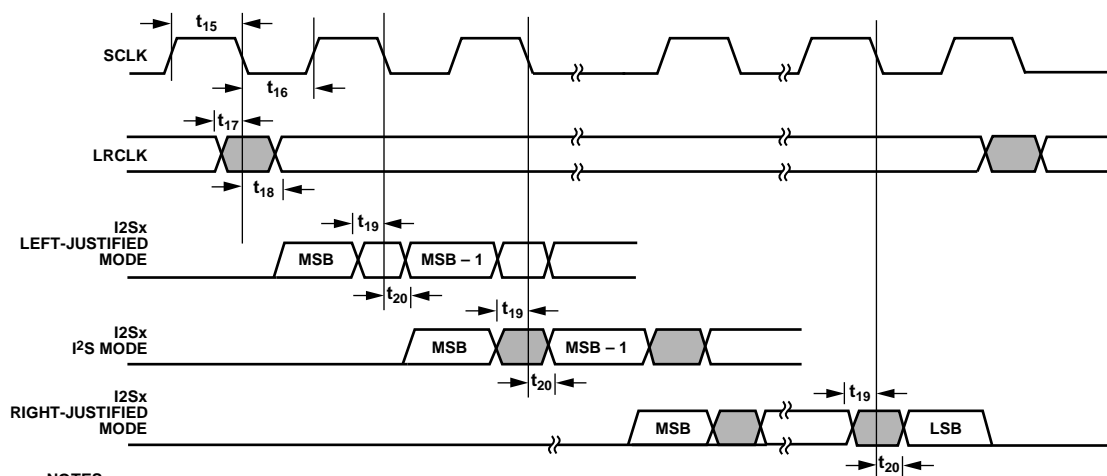 t15
SCLK
t16
t17
LRCLK
t18
I2Sx
LEFT-JUSTIFIED
MODE
t19
MSB
MSB – 1
t20
I2Sx
I2S MODE
t19
MSB
MSB – 1
t20
I2Sx
RIGHT-JUSTIFIED
MODE
t19
MSB
LSB
t20